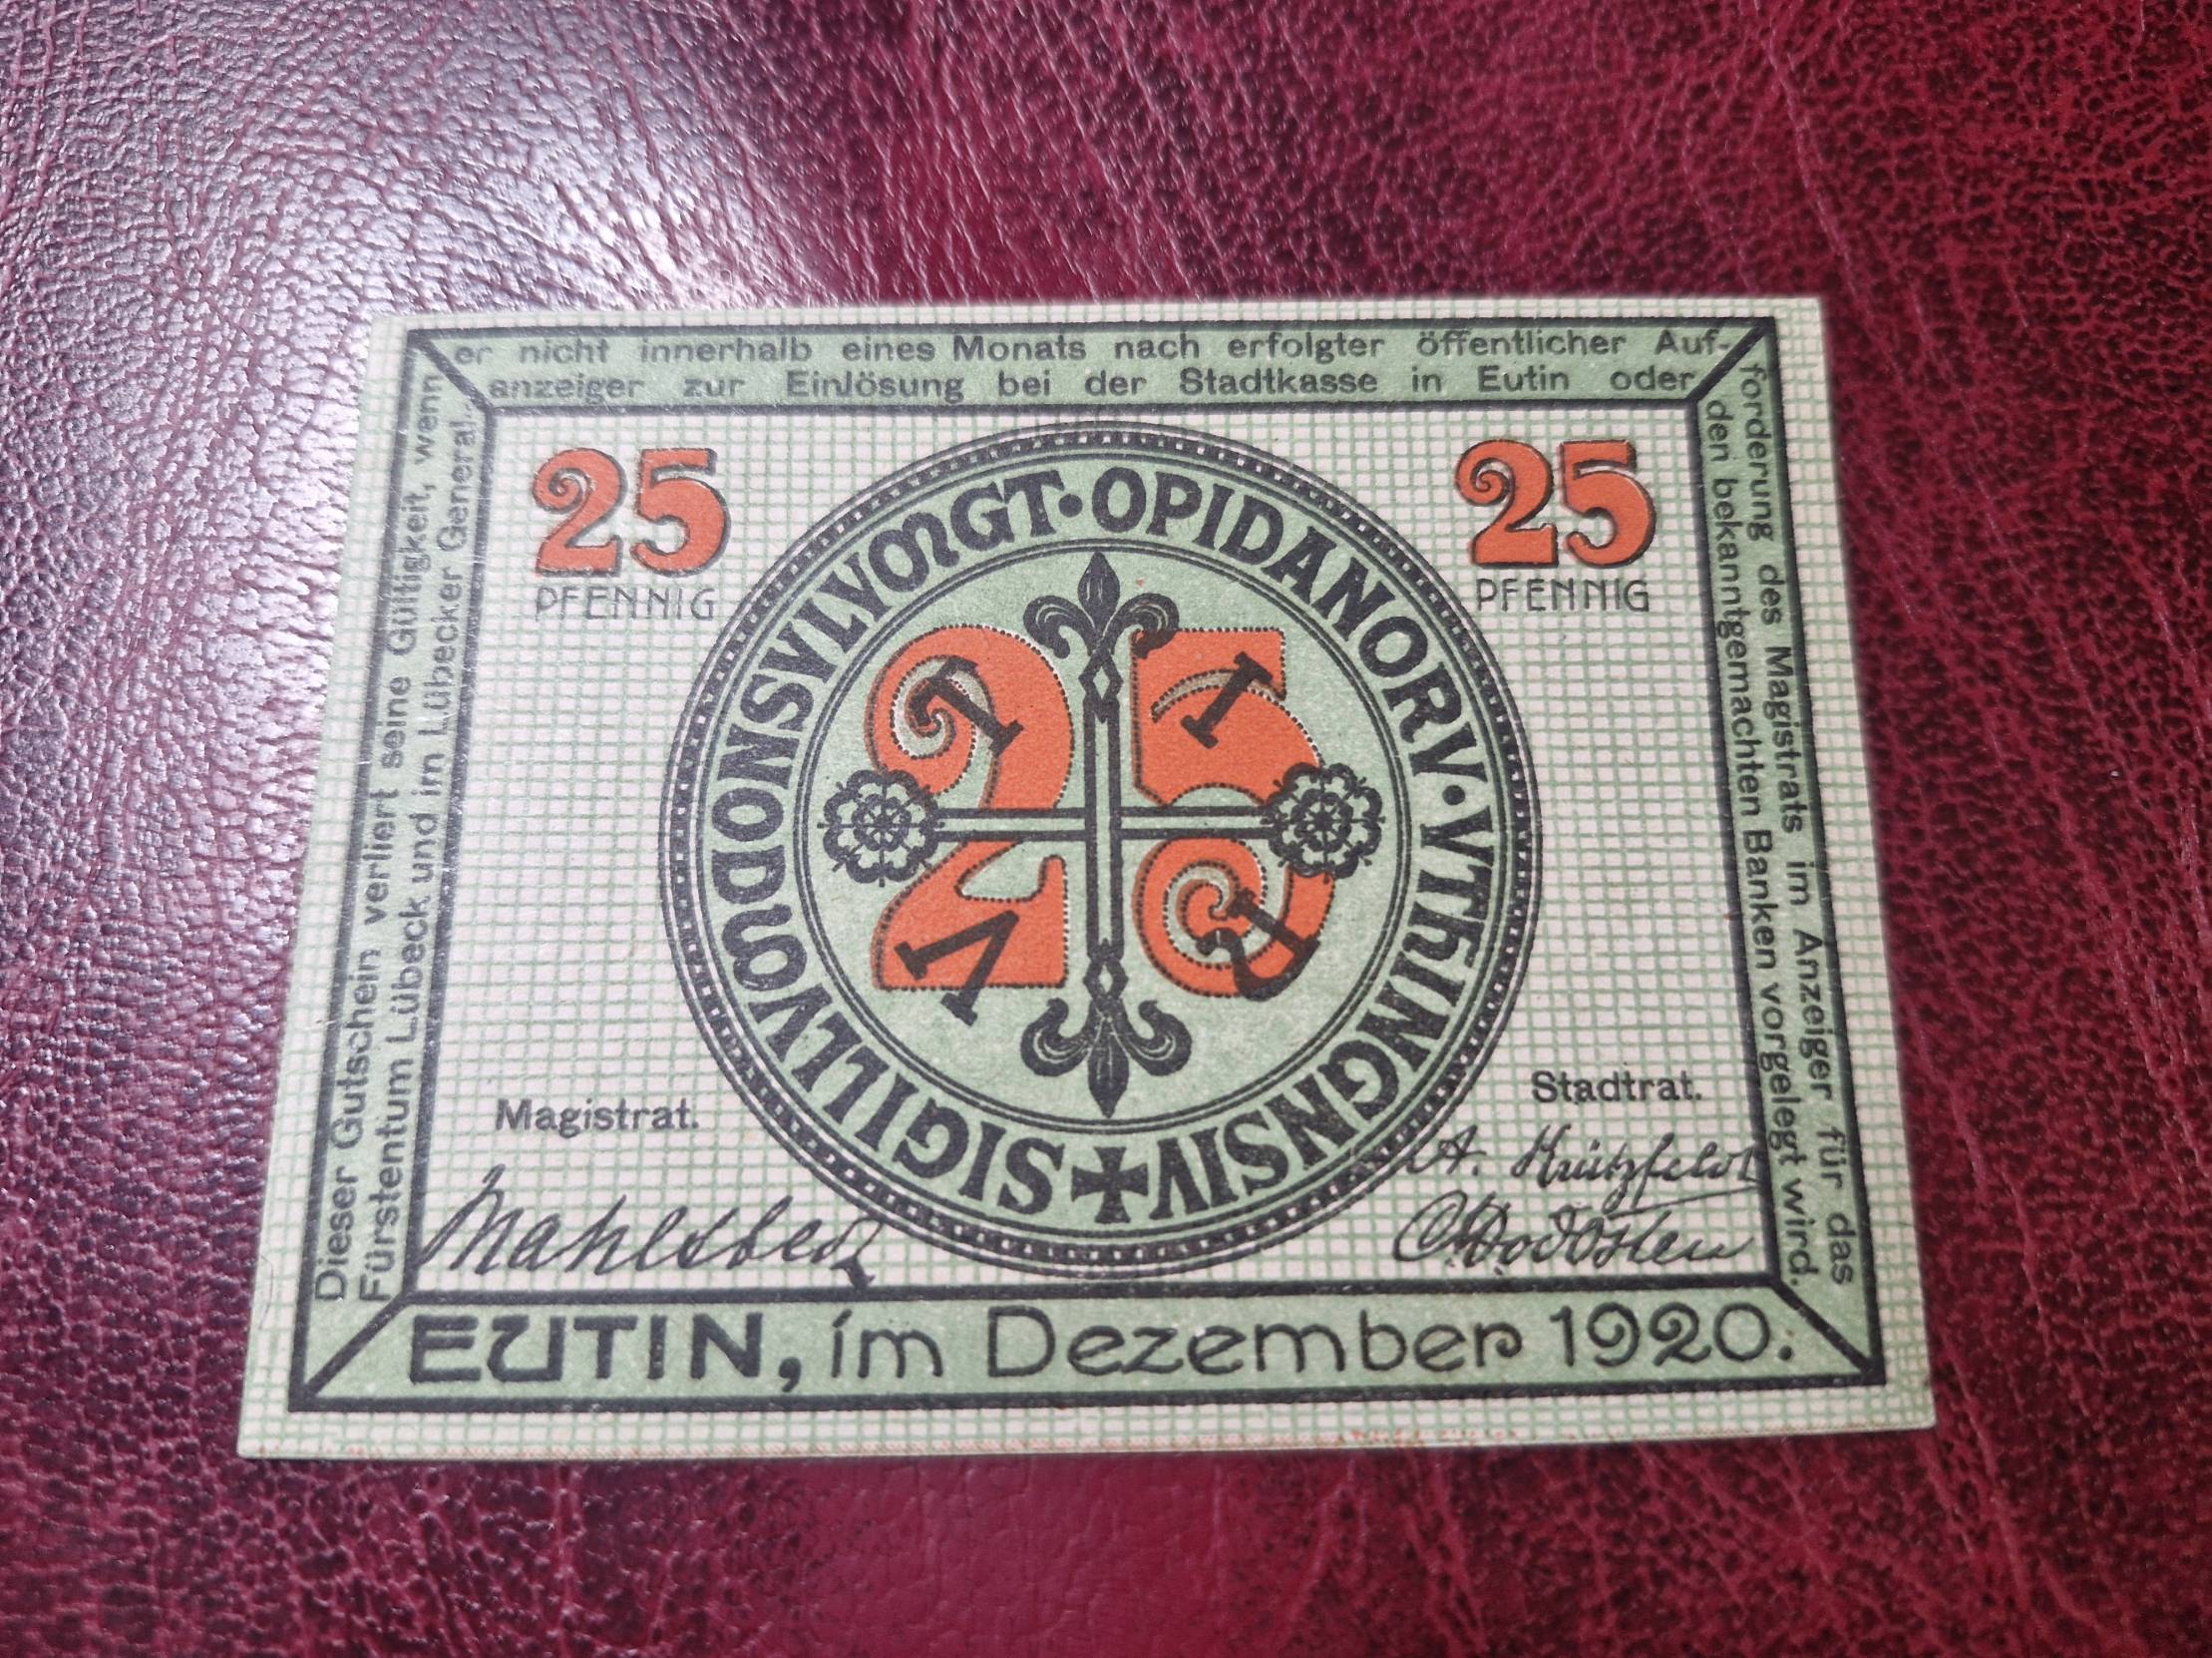 Dieser Gutschein verliert seine Gültigkeit, wenn
er nicht innerhalb eines Monats nach erfolgter öffentlicher Auf-
forderung des Magistrats im Anzeiger für das
Fürstentum Lübeck und im Lübecker General-
anzeiger zur Einlösung bei der Stadtkasse in Eutin oder
den bekanntgemachten Banken vorgelegt wird.
25
PFENNIG
25
PFENNIG
OPIDANORV · VTHINGNSIV
25
I I
V R
Magistrat.
Stadtrat.
A. Krützfeldt
EUTIN, im Dezember 1920.